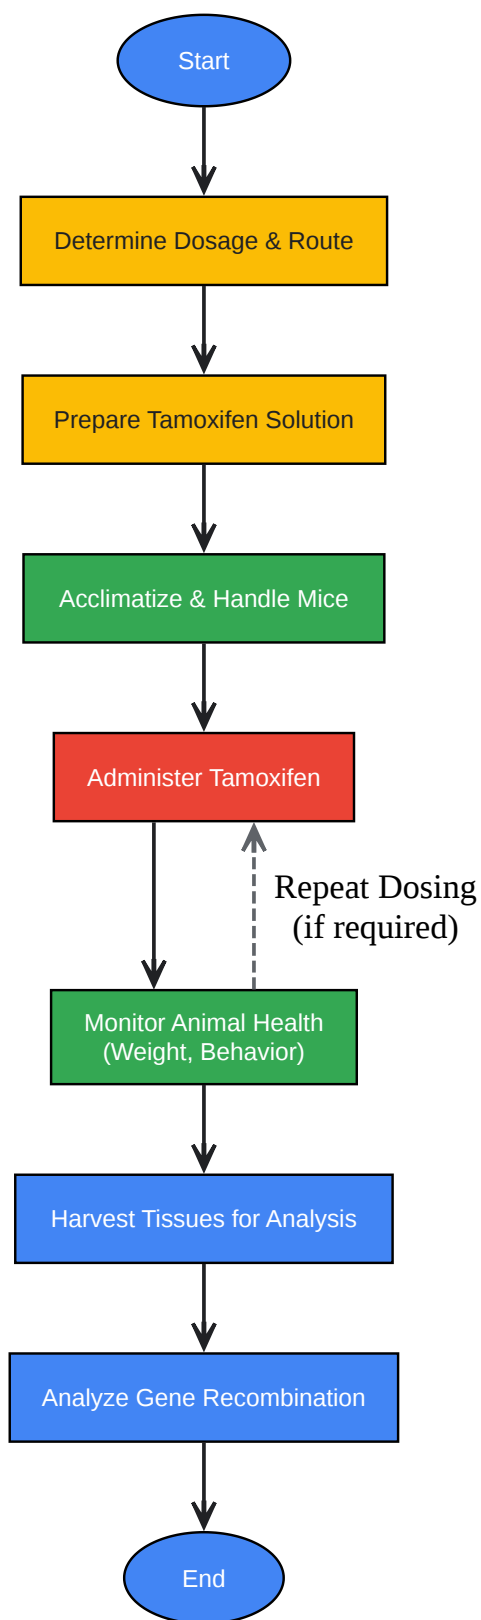 Start
Determine Dosage & Route
Prepare Tamoxifen Solution
Acclimatize & Handle Mice
Administer Tamoxifen
Repeat Dosing
(if required)
Monitor Animal Health
(Weight, Behavior)
Harvest Tissues for Analysis
Analyze Gene Recombination
End